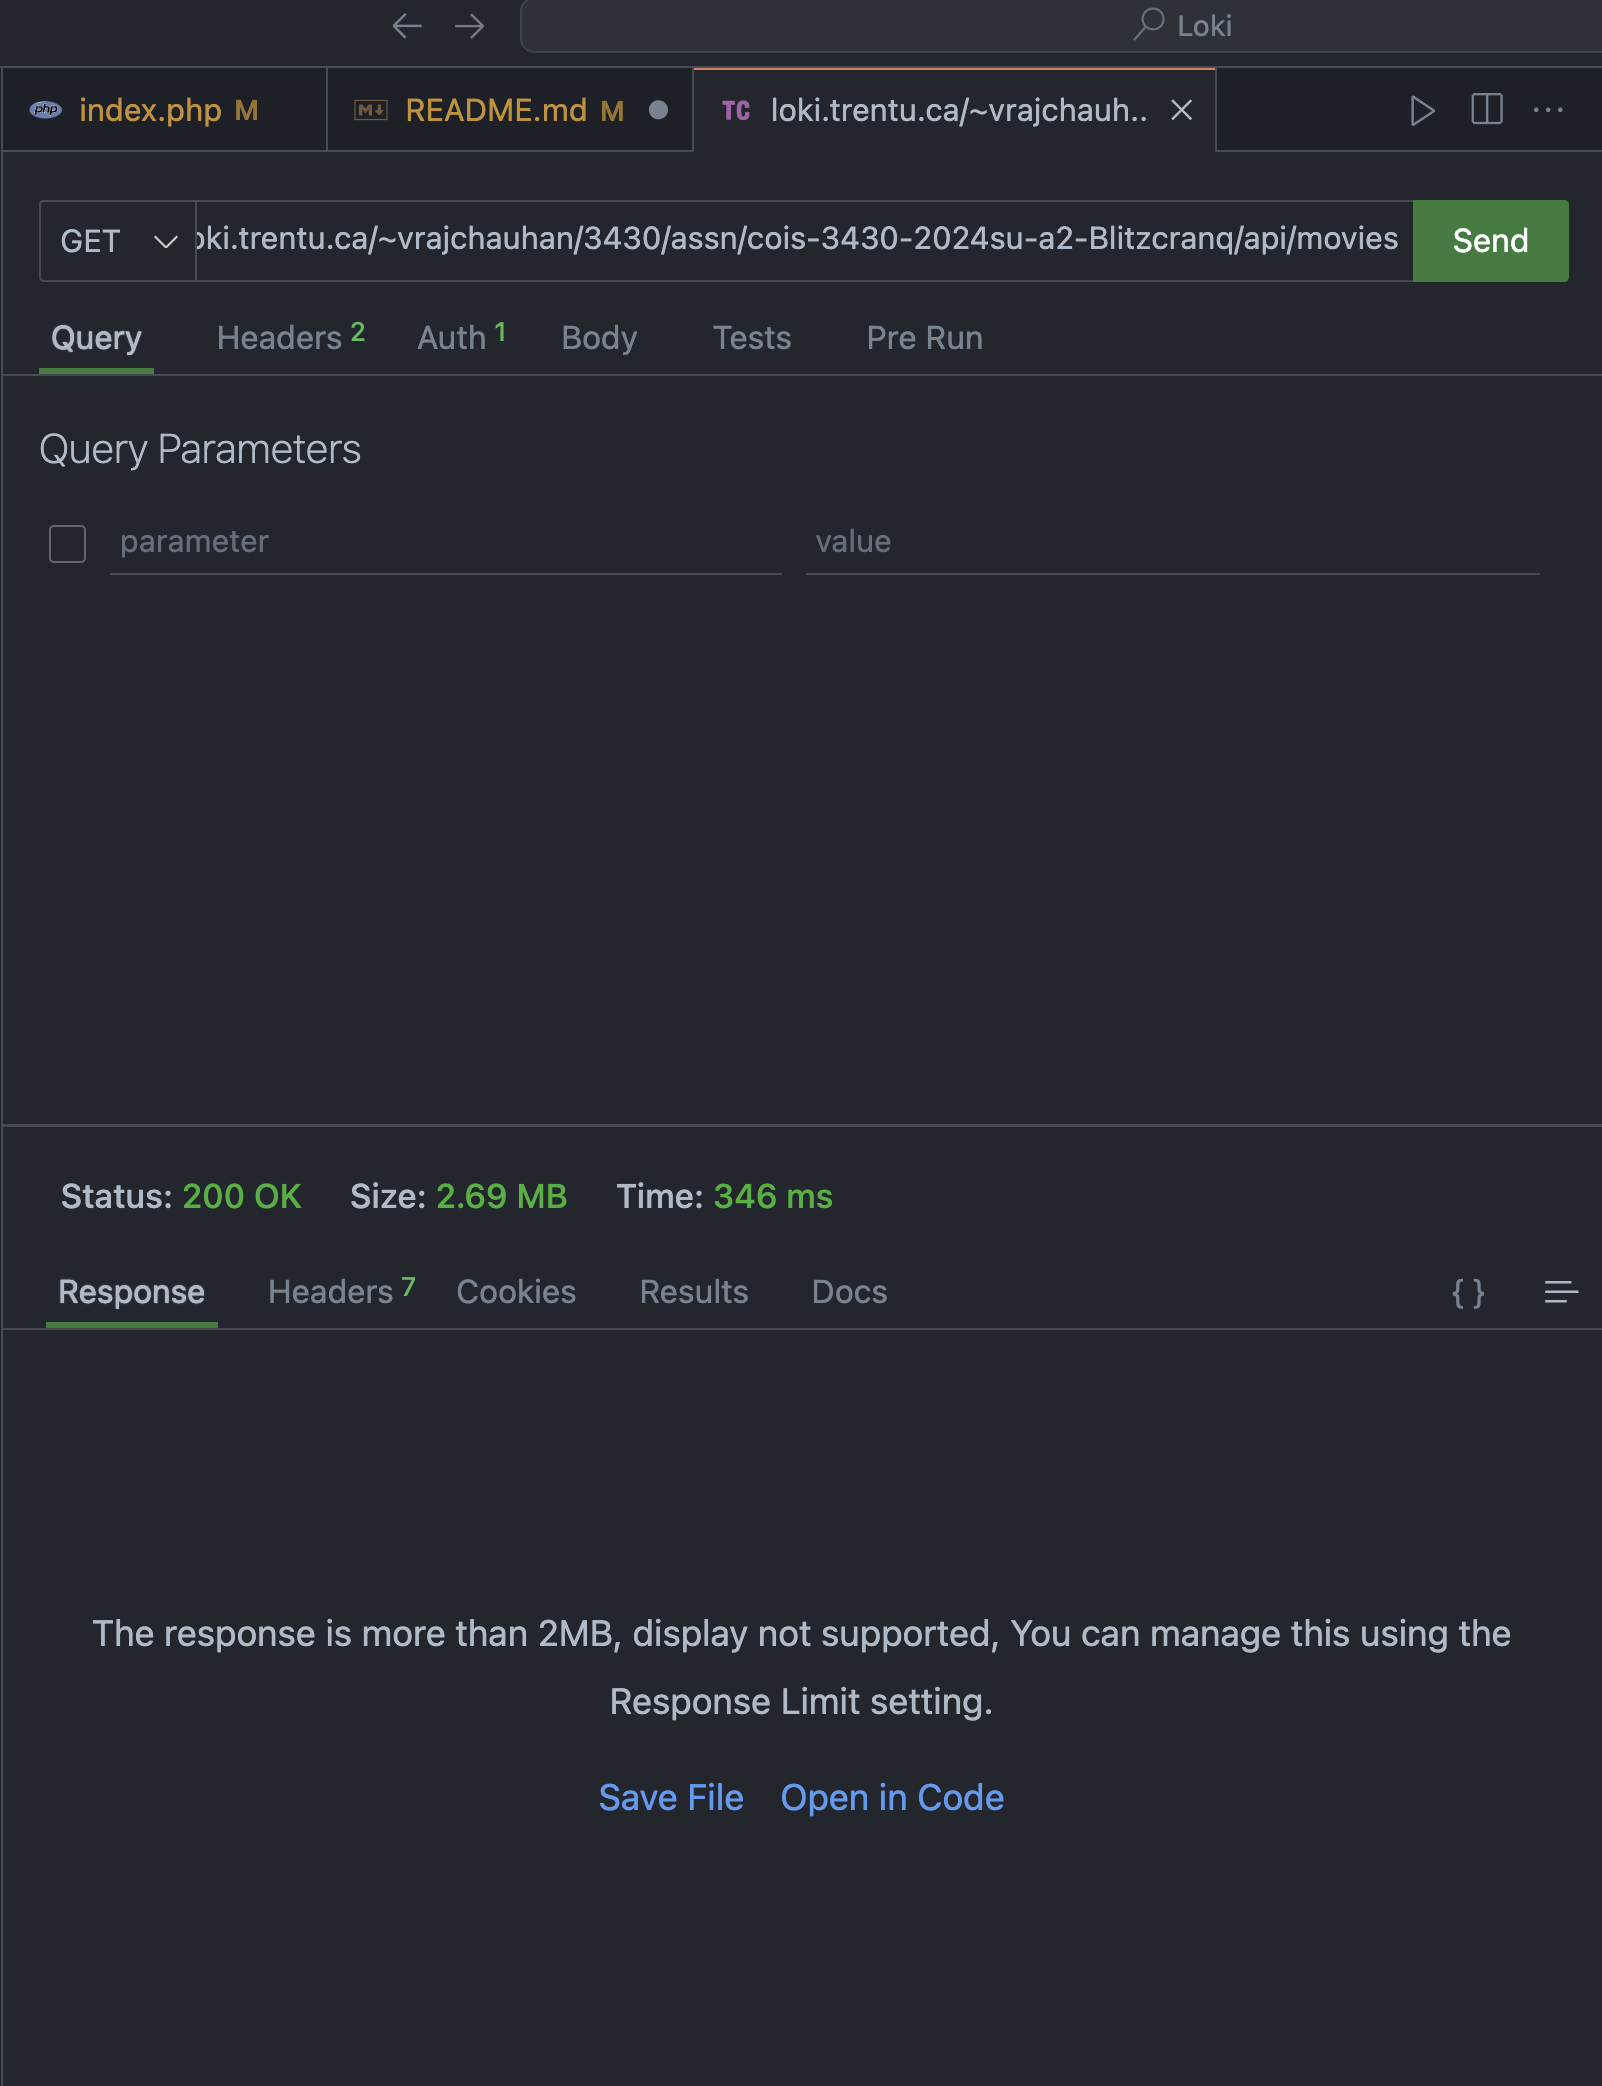 Loki
php index.php M
M README.md M
TC loki.trentu.ca/~vrajchauh..
GET oki.trentu.ca/~vrajchauhan/3430/assn/cois-3430-2024su-a2-Blitzcranq/api/movies Send
Query Headers 2 Auth 1 Body Tests Pre Run
Query Parameters
parameter value
Status: 200 OK Size: 2.69 MB Time: 346 ms
Response Headers 7 Cookies Results Docs { }
The response is more than 2MB, display not supported, You can manage this using the
Response Limit setting.
Save File Open in Code